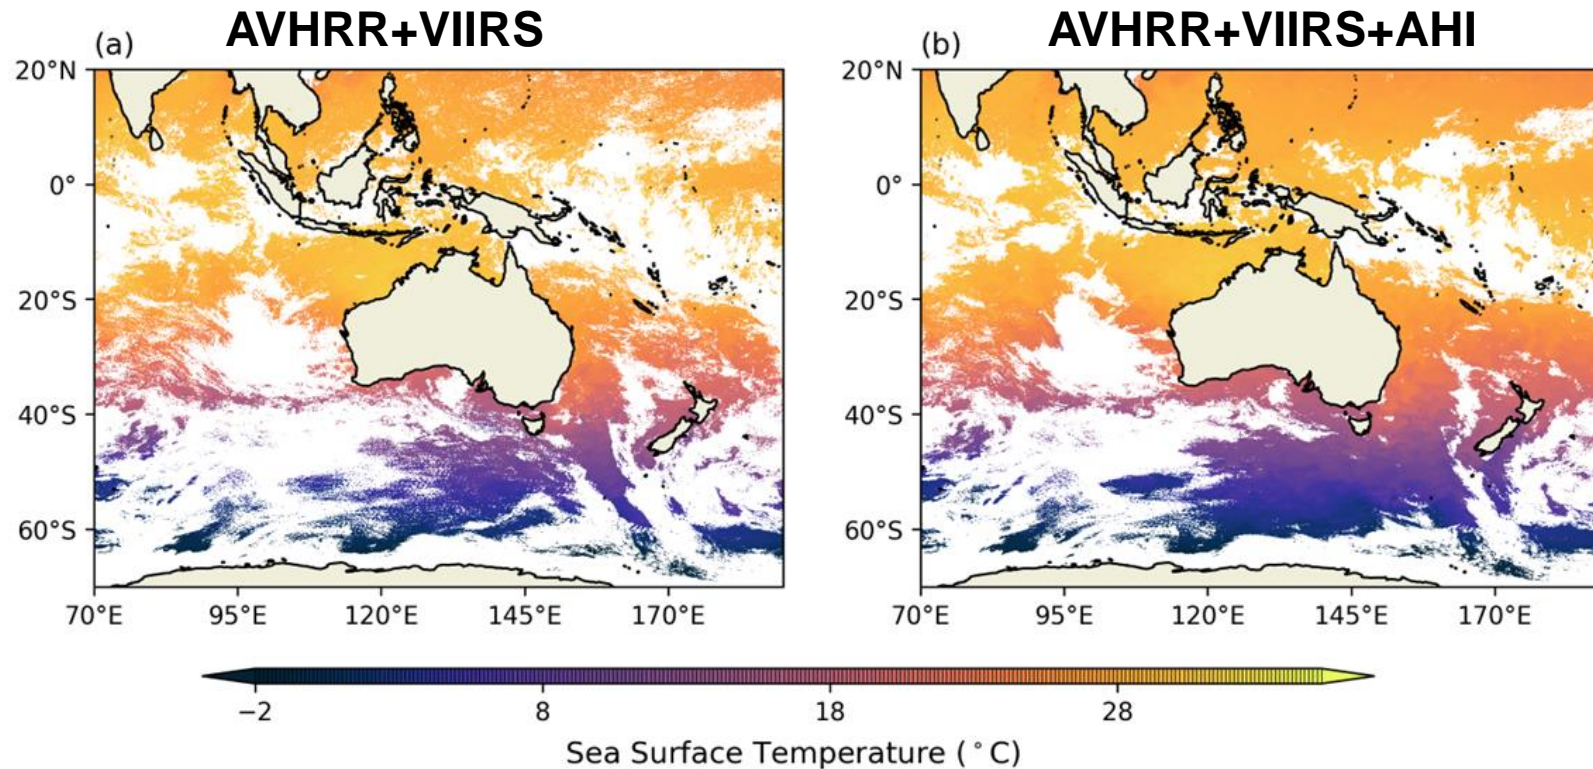 AVHRR+VIIRS
AVHRR+VIIRS+AHI
(a)
(b)
20°N
0°
20°S
40°S
60°S
70°E
95°E
120°E
145°E
170°E
20°N
0°
20°S
40°S
60°S
70°E
95°E
120°E
145°E
170°E
−2
8
18
28
Sea Surface Temperature (°C)